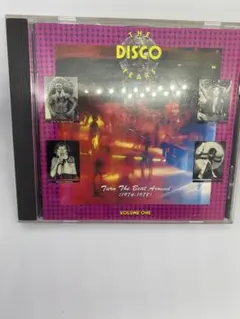 THE
DISCO
YEARS
Turn The Beat Around
(1974-1978)
VOLUME ONE